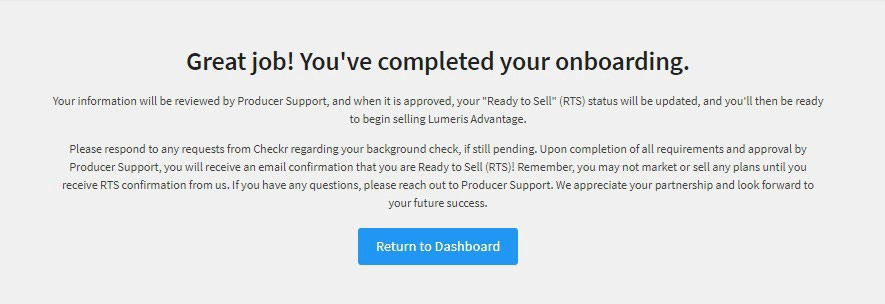 Great job! You've completed your onboarding.
Your information will be reviewed by Producer Support, and when it is approved, your "Ready to Sell" (RTS) status will be updated, and you'll then be ready
to begin selling Lumeris Advantage.
Please respond to any requests from Checkr regarding your background check, if still pending. Upon completion of all requirements and approval by
Producer Support, you will receive an email confirmation that you are Ready to Sell (RTS)! Remember, you may not market or sell any plans until you
receive RTS confirmation from us. If you have any questions, please reach out to Producer Support. We appreciate your partnership and look forward to
your future success.
Return to Dashboard